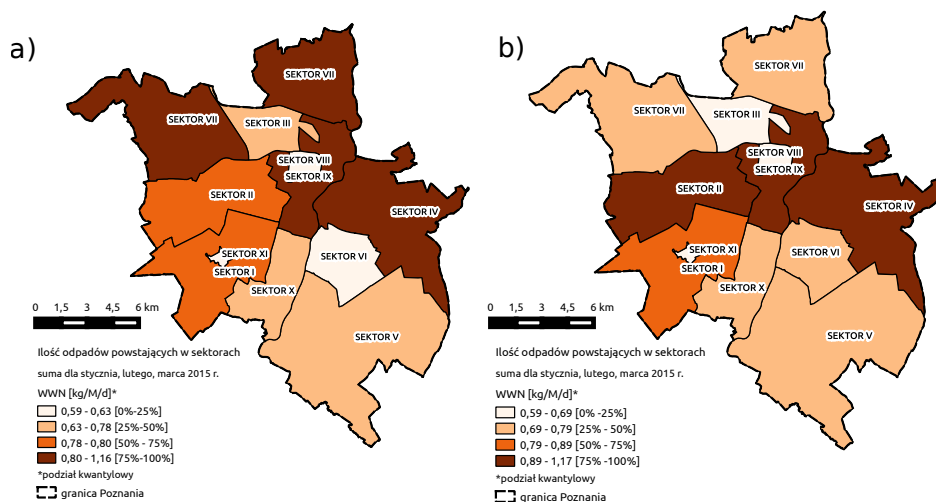 a)
SEKTOR VII
SEKTOR VII
SEKTOR III
SEKTOR VIII
SEKTOR IX
SEKTOR II
SEKTOR IV
SEKTOR XI
SEKTOR VI
SEKTOR I
SEKTOR X
SEKTOR V
0 1,5 3 4,5 6 km
Ilość odpadów powstających w sektorach
suma dla stycznia, lutego, marca 2015 r.
WWN [kg/M/d]*
0,59 - 0,63 [0%-25%]
0,63 - 0,78 [25%-50%]
0,78 - 0,80 [50% - 75%]
0,80 - 1,16 [75%-100%]
*podział kwantylowy
granica Poznania
b)
SEKTOR VII
SEKTOR VII
SEKTOR III
SEKTOR VIII
SEKTOR IX
SEKTOR II
SEKTOR IV
SEKTOR XI
SEKTOR VI
SEKTOR I
SEKTOR X
SEKTOR V
0 1,5 3 4,5 6 km
Ilość odpadów powstających w sektorach
suma dla stycznia, lutego, marca 2015 r.
WWN [kg/M/d]*
0,59 - 0,69 [0% -25%]
0,69 - 0,79 [25% - 50%]
0,79 - 0,89 [50% - 75%]
0,89 - 1,17 [75% -100%]
*podział kwantylowy
granica Poznania